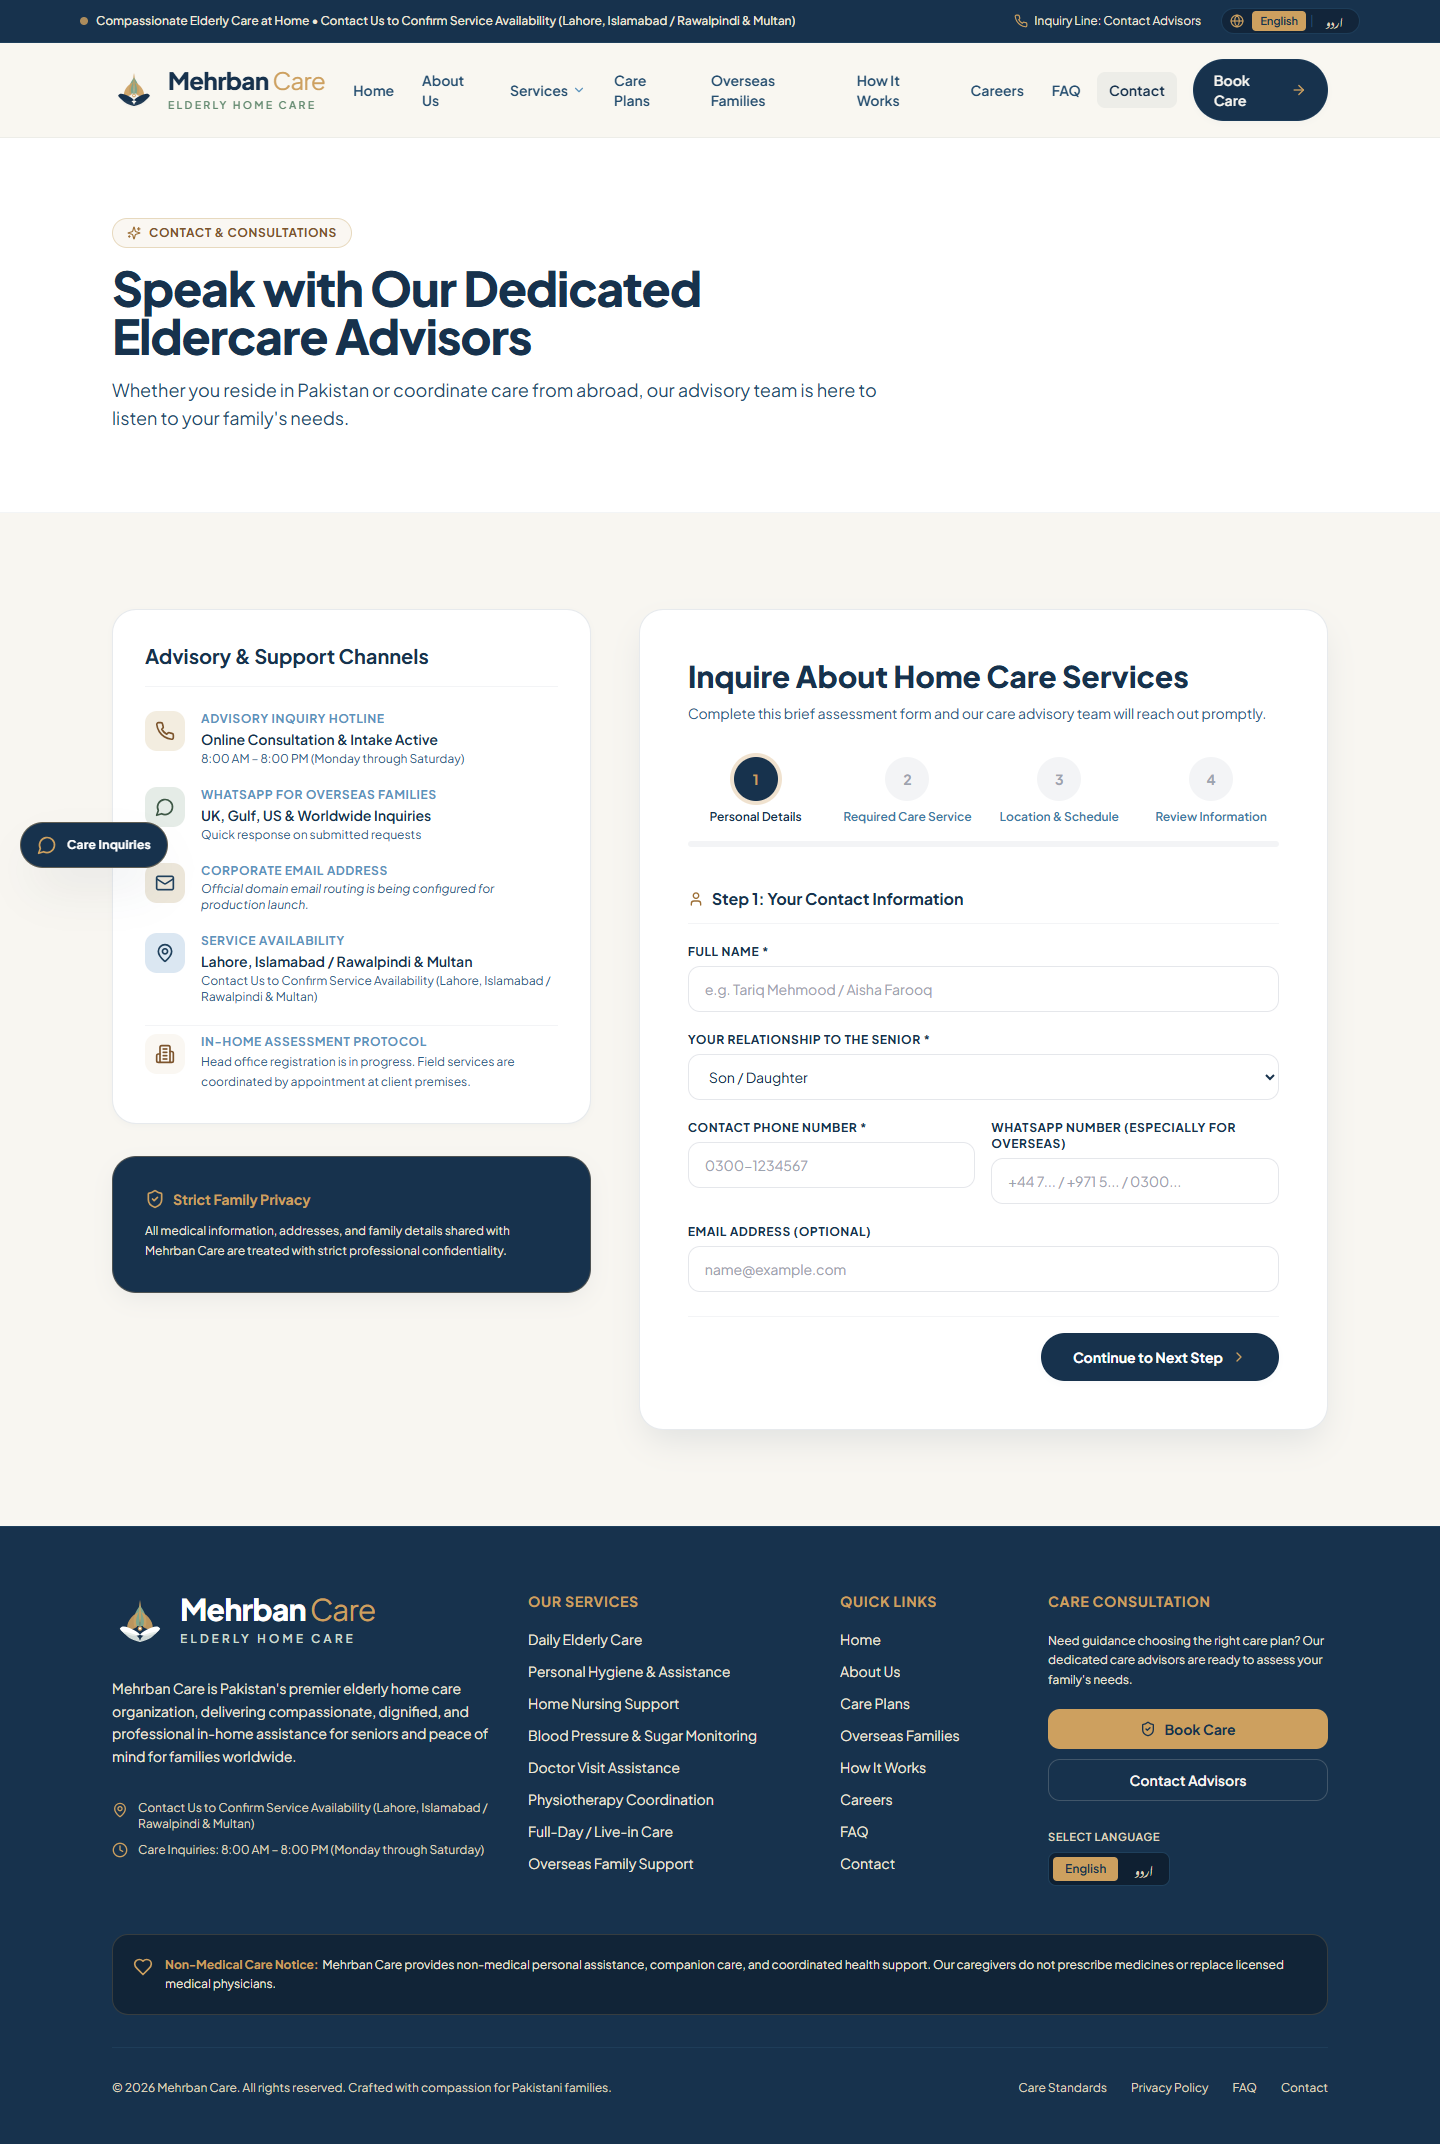 Compassionate Elderly Care at Home • Contact Us to Confirm Service Availability (Lahore, Islamabad / Rawalpindi & Multan)
Inquiry Line: Contact Advisors
English
اردو
Mehrban Care
ELDERLY HOME CARE
Home
About Us
Services
Care Plans
Overseas Families
How It Works
Careers
FAQ
Contact
Book Care
CONTACT & CONSULTATIONS
Speak with Our Dedicated
Eldercare Advisors
Whether you reside in Pakistan or coordinate care from abroad, our advisory team is here to
listen to your family's needs.
Advisory & Support Channels
ADVISORY INQUIRY HOTLINE
Online Consultation & Intake Active
8:00 AM – 8:00 PM (Monday through Saturday)
WHATSAPP FOR OVERSEAS FAMILIES
UK, Gulf, US & Worldwide Inquiries
Quick response on submitted requests
Care Inquiries
CORPORATE EMAIL ADDRESS
Official domain email routing is being configured for
production launch.
SERVICE AVAILABILITY
Lahore, Islamabad / Rawalpindi & Multan
Contact Us to Confirm Service Availability (Lahore, Islamabad /
Rawalpindi & Multan)
IN-HOME ASSESSMENT PROTOCOL
Head office registration is in progress. Field services are
coordinated by appointment at client premises.
Strict Family Privacy
All medical information, addresses, and family details shared with
Mehrban Care are treated with strict professional confidentiality.
Inquire About Home Care Services
Complete this brief assessment form and our care advisory team will reach out promptly.
1
2
3
4
Personal Details
Required Care Service
Location & Schedule
Review Information
Step 1: Your Contact Information
FULL NAME *
e.g. Tariq Mehmood / Aisha Farooq
YOUR RELATIONSHIP TO THE SENIOR *
Son / Daughter
CONTACT PHONE NUMBER *
0300-1234567
WHATSAPP NUMBER (ESPECIALLY FOR
OVERSEAS)
+44 7... / +971 5... / 0300...
EMAIL ADDRESS (OPTIONAL)
name@example.com
Continue to Next Step
Mehrban Care
ELDERLY HOME CARE
Mehrban Care is Pakistan's premier elderly home care
organization, delivering compassionate, dignified, and
professional in-home assistance for seniors and peace of
mind for families worldwide.
Contact Us to Confirm Service Availability (Lahore, Islamabad /
Rawalpindi & Multan)
Care Inquiries: 8:00 AM – 8:00 PM (Monday through Saturday)
OUR SERVICES
Daily Elderly Care
Personal Hygiene & Assistance
Home Nursing Support
Blood Pressure & Sugar Monitoring
Doctor Visit Assistance
Physiotherapy Coordination
Full-Day / Live-in Care
Overseas Family Support
QUICK LINKS
Home
About Us
Care Plans
Overseas Families
How It Works
Careers
FAQ
Contact
CARE CONSULTATION
Need guidance choosing the right care plan? Our
dedicated care advisors are ready to assess your
family's needs.
Book Care
Contact Advisors
SELECT LANGUAGE
English
اردو
Non-Medical Care Notice: Mehrban Care provides non-medical personal assistance, companion care, and coordinated health support. Our caregivers do not prescribe medicines or replace licensed
medical physicians.
© 2026 Mehrban Care. All rights reserved. Crafted with compassion for Pakistani families.
Care Standards
Privacy Policy
FAQ
Contact